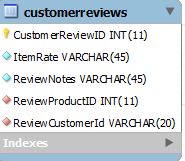 customerreviews
CustomerReviewID INT(11)
ItemRate VARCHAR(45)
ReviewNotes VARCHAR(45)
ReviewProductID INT(11)
ReviewCustomerId VARCHAR(20)
Indexes